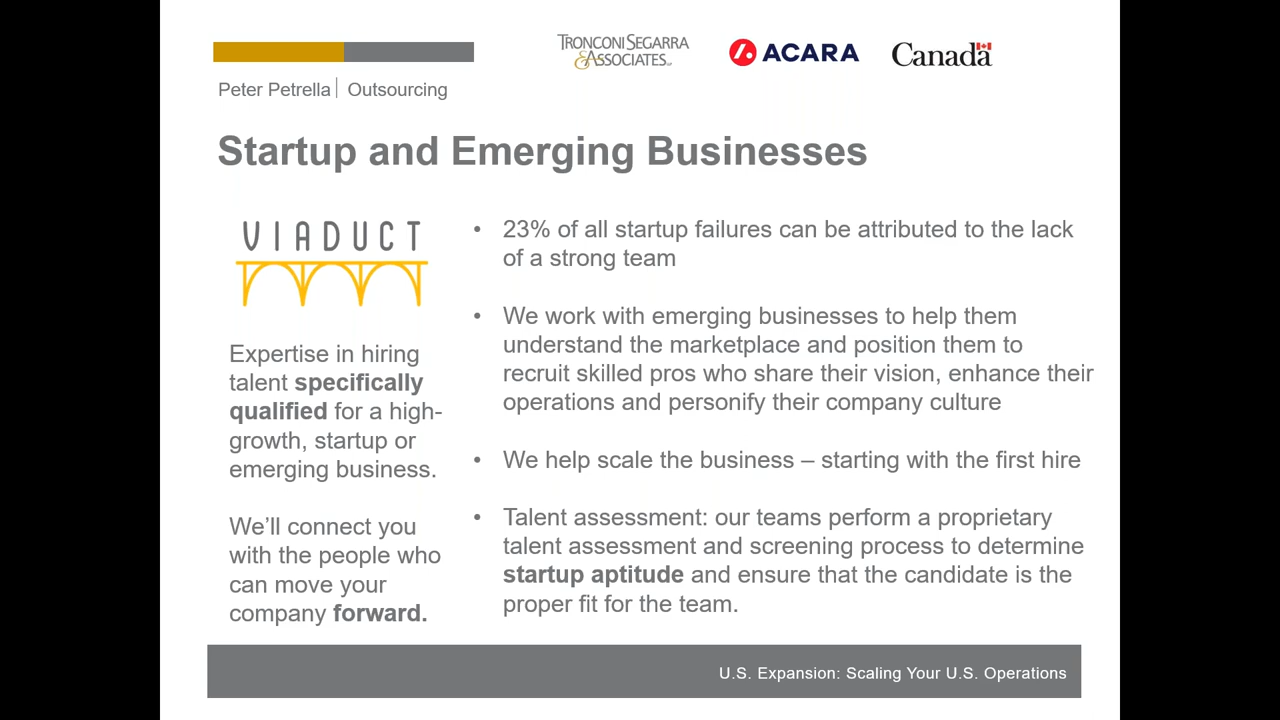 TRONCONI SEGARRA
& ASSOCIATES LLP
ACARA
Canada
Peter Petrella | Outsourcing
Startup and Emerging Businesses
VIADUCT
Expertise in hiring
talent specifically
qualified for a high-
growth, startup or
emerging business.
We’ll connect you
with the people who
can move your
company forward.
• 23% of all startup failures can be attributed to the lack
of a strong team
• We work with emerging businesses to help them
understand the marketplace and position them to
recruit skilled pros who share their vision, enhance their
operations and personify their company culture
• We help scale the business – starting with the first hire
• Talent assessment: our teams perform a proprietary
talent assessment and screening process to determine
startup aptitude and ensure that the candidate is the
proper fit for the team.
U.S. Expansion: Scaling Your U.S. Operations